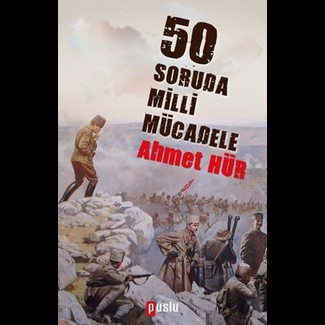 50
SORUDA
MİLLİ
MÜCADELE
Ahmet HÜR
puslu